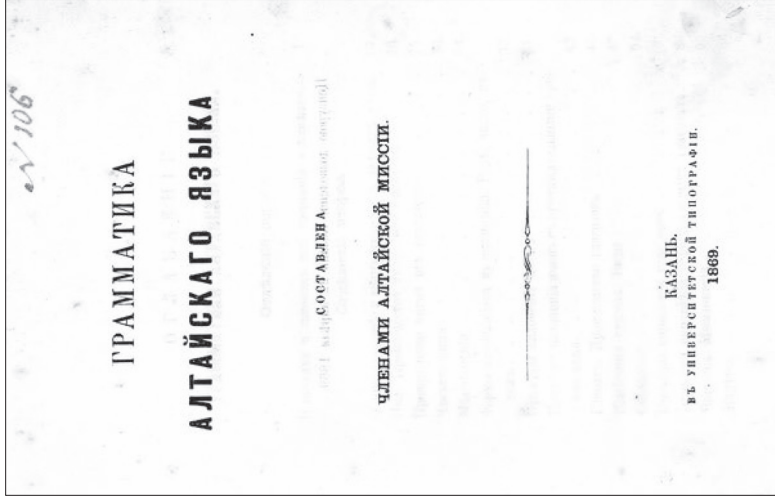 № 106
ГРАММАТИКА
АЛТАЙСКАГО ЯЗЫКА
СОСТАВЛЕНА
ЧЛЕНАМИ АЛТАЙСКОЙ МИССІИ.
КАЗАНЬ.
ВЪ УНИВЕРСИТЕТСКОЙ ТИПОГРАФІИ.
1869.